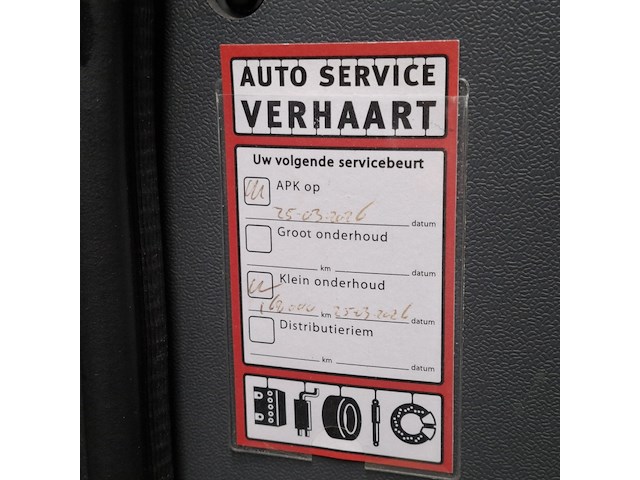 AUTO SERVICE
VERHAART
Uw volgende servicebeurt
APK op
25-03-2026 datum
Groot onderhoud
km datum
Klein onderhoud
km 25-03-2026 datum
Distributieriem
km datum